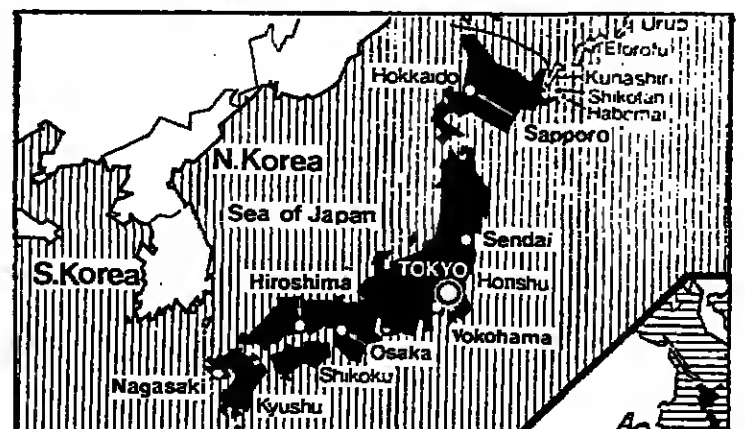 Urup
Etorofu
Kunashiri
Shikotan
Habomai
Hokkaido
Sapporo
N.Korea
Sea of Japan
Sendai
S.Korea
TOKYO
Hiroshima
Honshu
Yokohama
Osaka
Shikoku
Nagasaki
Kyushu